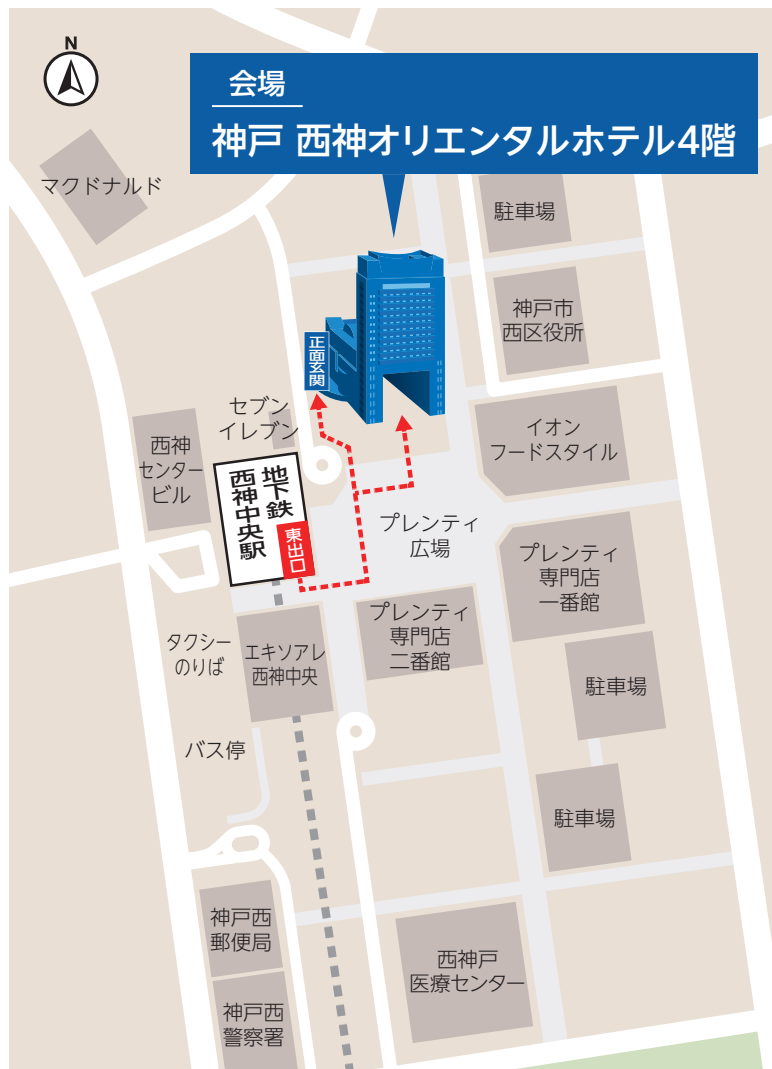 N
会場
神戸 西神オリエンタルホテル4階
マクドナルド
駐車場
神戸市
西区役所
正面玄関
セブン
イレブン
イオン
フードスタイル
西神
センター
ビル
地下鉄
西神中央駅
東出口
プレンティ
広場
プレンティ
専門店
一番館
プレンティ
専門店
二番館
タクシー
のりば
エキソアレ
西神中央
駐車場
バス停
駐車場
神戸西
郵便局
西神戸
医療センター
神戸西
警察署